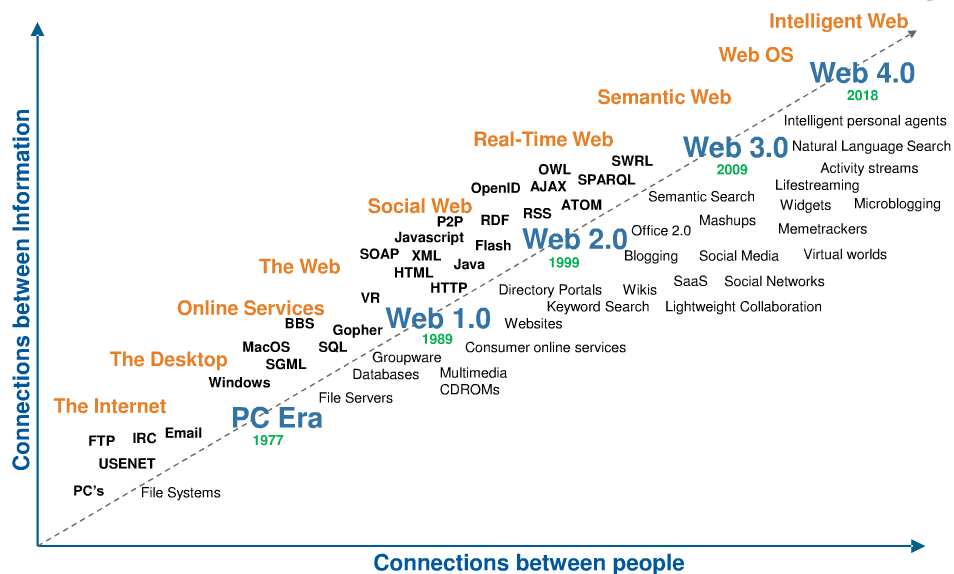 Intelligent Web
Web OS
Web 4.0
2018
Semantic Web
Intelligent personal agents
Real-Time Web
Web 3.0
2009
Natural Language Search
SWRL
OWL
Activity streams
OpenID
AJAX
SPARQL
Lifestreaming
Semantic Search
Social Web
ATOM
Widgets
Microblogging
P2P
RDF
RSS
Mashups
Memetrackers
Javascript
Flash
Web 2.0
1999
Office 2.0
SOAP
XML
Java
Blogging
Social Media
Virtual worlds
The Web
HTML
HTTP
Directory Portals
Wikis
SaaS
Social Networks
VR
Keyword Search
Lightweight Collaboration
Online Services
BBS
Gopher
Web 1.0
1989
Websites
MacOS
SQL
Groupware
Consumer online services
The Desktop
SGML
Databases
Multimedia
CDROMs
Windows
File Servers
The Internet
PC Era
1977
FTP
IRC
Email
USENET
PC's
File Systems
Connections between Information
Connections between people